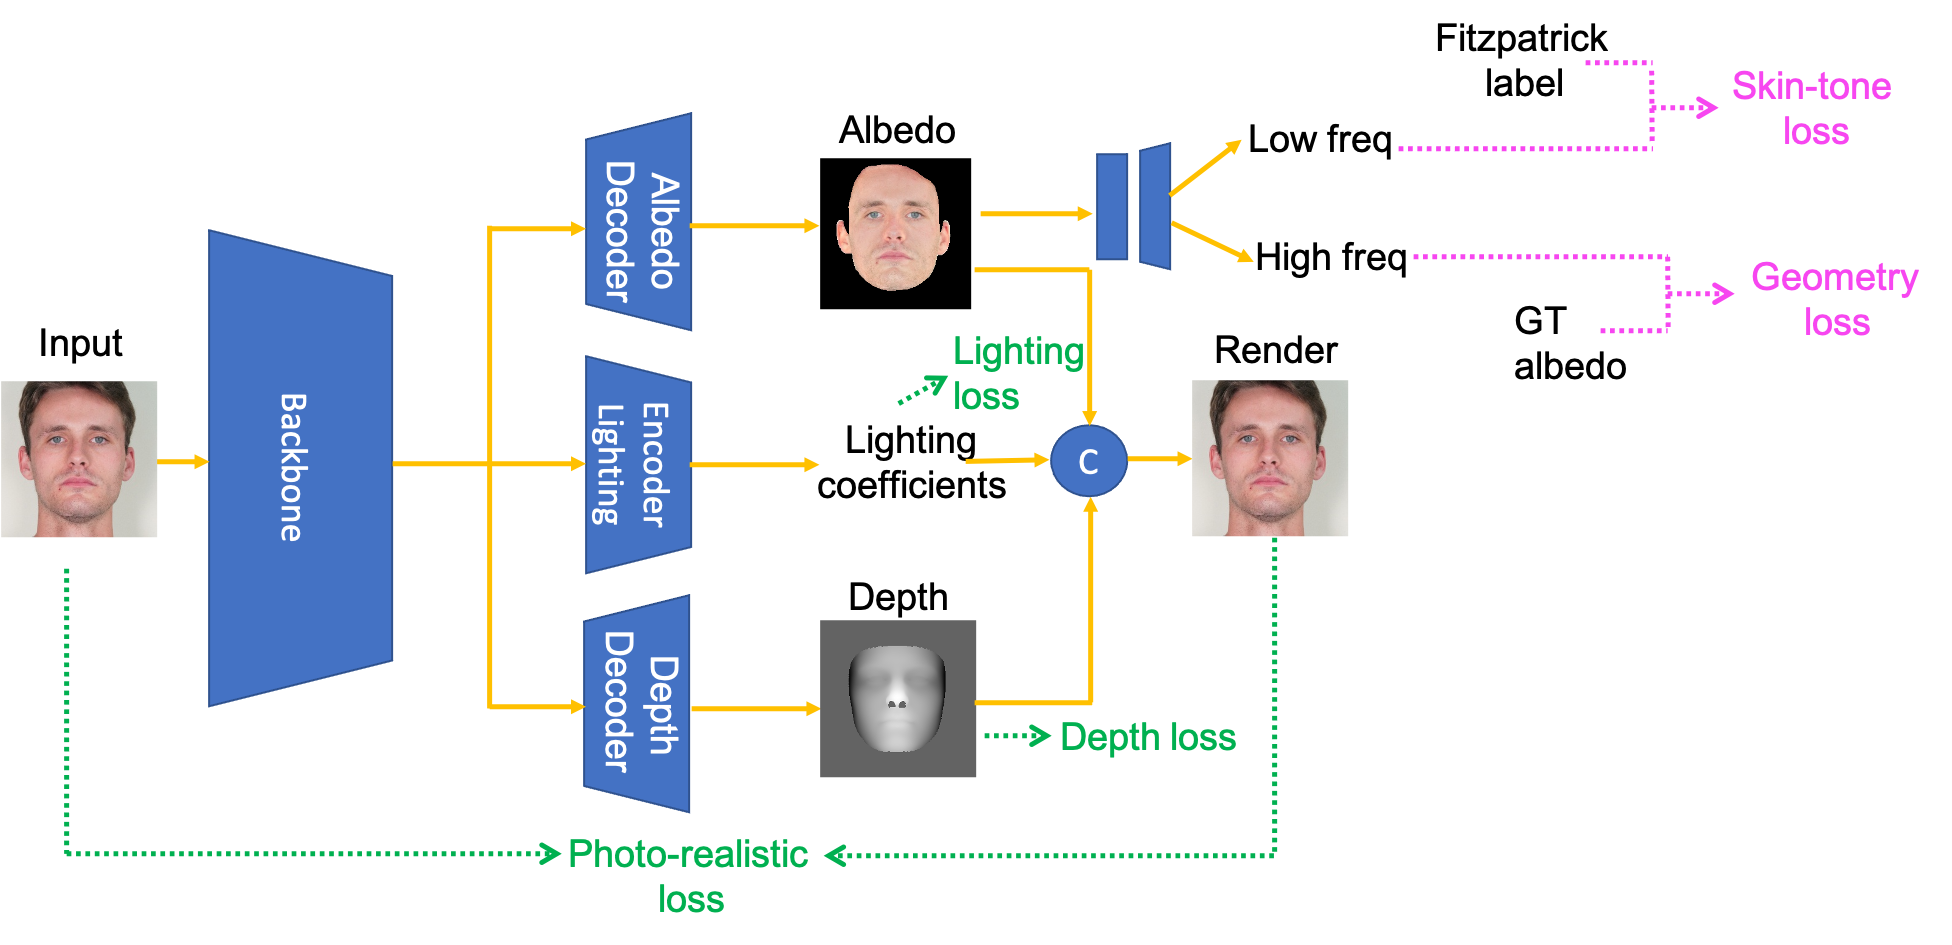 Input
Backbone
Albedo
Decoder
Encoder
Lighting
Depth
Decoder
Albedo
Lighting
loss
Lighting
coefficients
Depth
Depth loss
C
Render
Low freq
High freq
Fitzpatrick
label
Skin-tone
loss
GT
albedo
Geometry
loss
Photo-realistic
loss